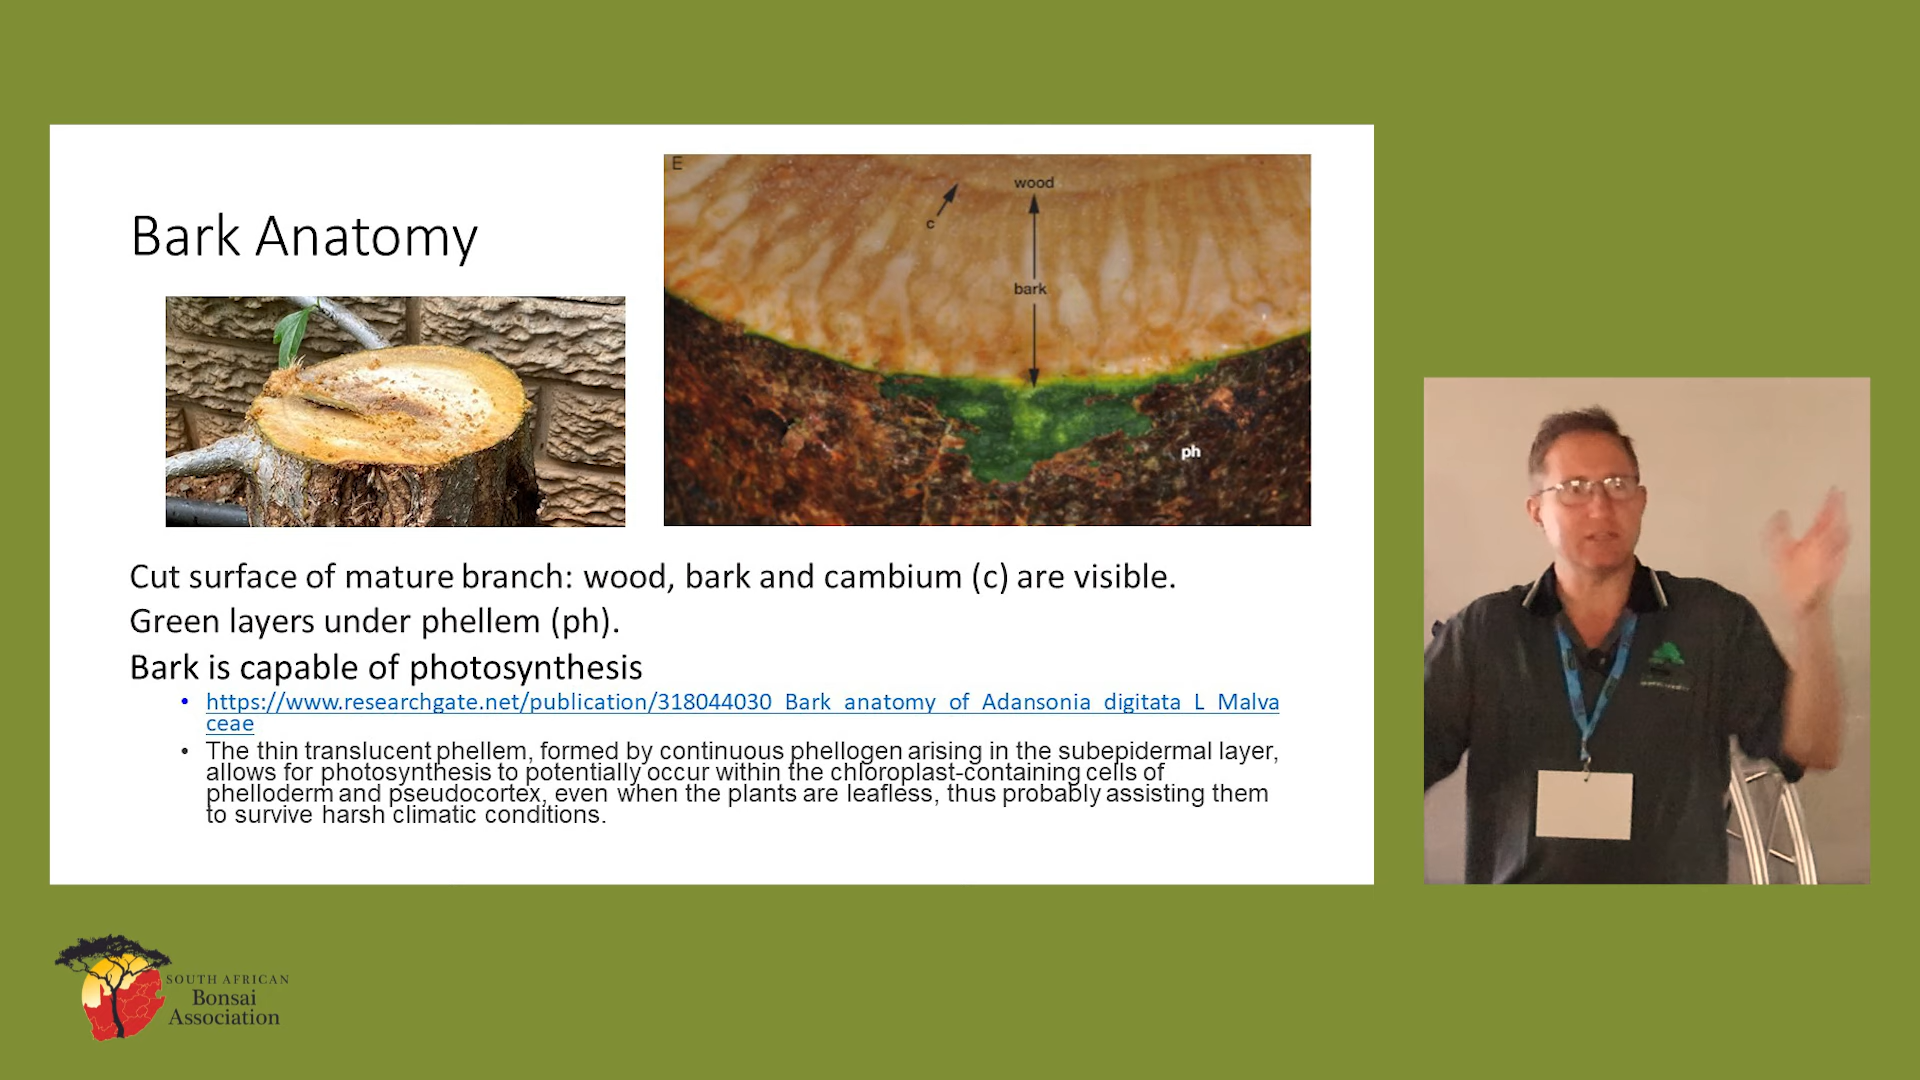 Bark Anatomy
E
wood
c
bark
ph
Cut surface of mature branch: wood, bark and cambium (c) are visible.
Green layers under phellem (ph).
Bark is capable of photosynthesis
• https://www.researchgate.net/publication/318044030_Bark_anatomy_of_Adansonia_digitata_L_Malva
ceae
• The thin translucent phellem, formed by continuous phellogen arising in the subepidermal layer,
allows for photosynthesis to potentially occur within the chloroplast-containing cells of
phelloderm and pseudocortex, even when the plants are leafless, thus probably assisting them
to survive harsh climatic conditions.
SOUTH AFRICAN
Bonsai
Association